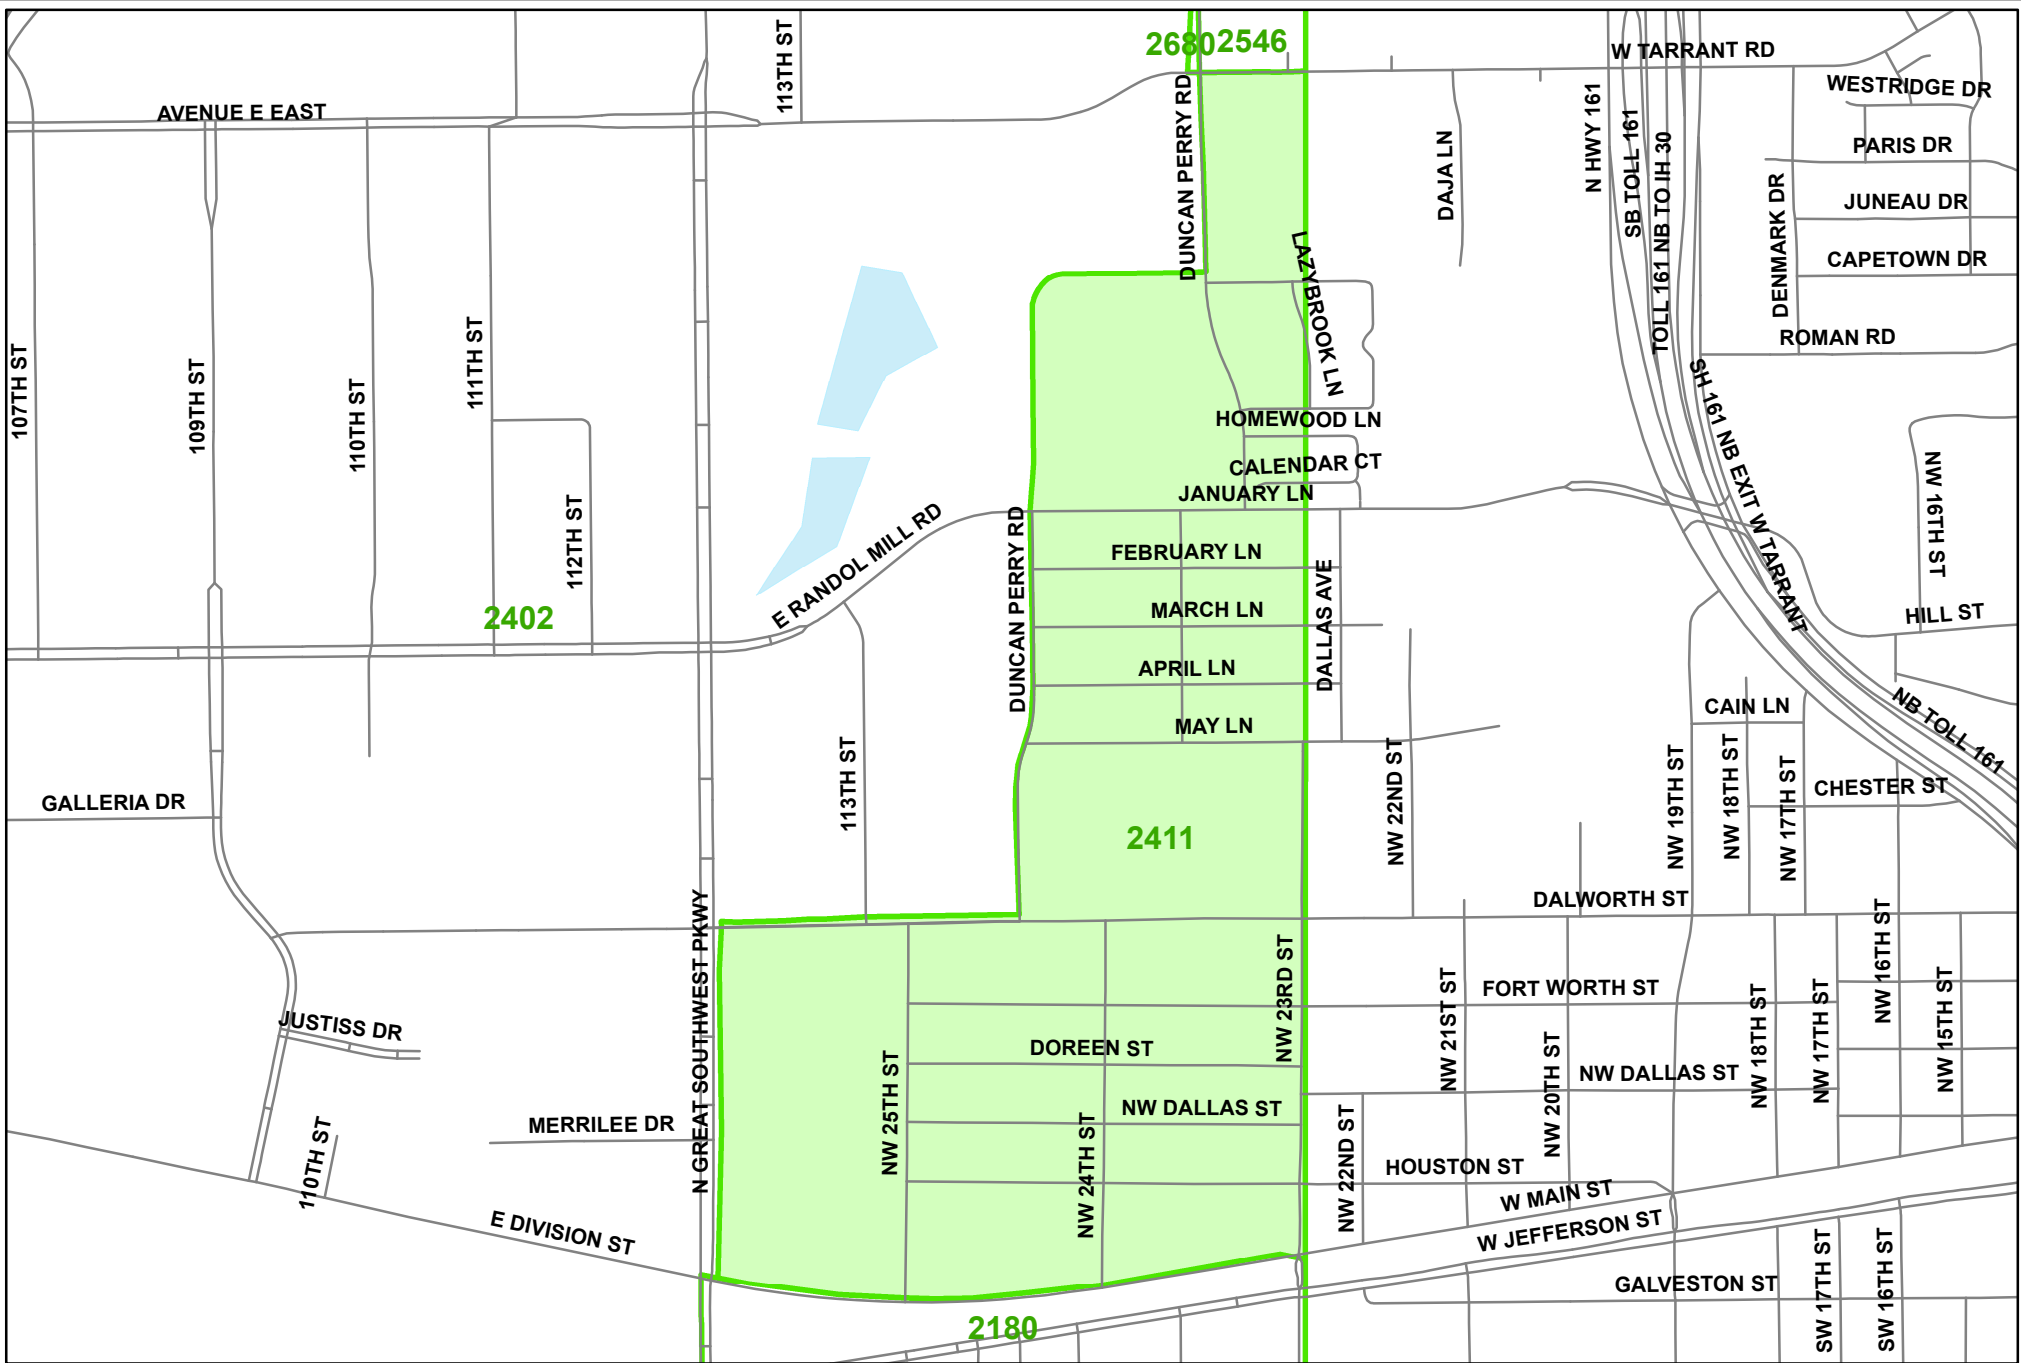 2680
2546
W TARRANT RD
113TH ST
AVENUE E EAST
DUNCAN PERRY RD
DAJA LN
N HWY 161
SB TOLL 161
TOLL 161 NB TO IH 30
WESTRIDGE DR
PARIS DR
JUNEAU DR
CAPETOWN DR
DENMARK DR
ROMAN RD
LAZYBROOK LN
107TH ST
109TH ST
110TH ST
111TH ST
112TH ST
HOMEWOOD LN
CALENDAR CT
JANUARY LN
SH 161 NB EXIT W TARRANT
NW 16TH ST
E RANDOL MILL RD
DUNCAN PERRY RD
FEBRUARY LN
MARCH LN
APRIL LN
MAY LN
DALLAS AVE
2402
HILL ST
CAIN LN
NB TOLL 161
CHESTER ST
GALLERIA DR
113TH ST
2411
NW 22ND ST
NW 19TH ST
NW 18TH ST
NW 17TH ST
DALWORTH ST
N GREAT SOUTHWEST PKWY
NW 23RD ST
FORT WORTH ST
NW 16TH ST
NW 15TH ST
JUSTISS DR
DOREEN ST
NW 25TH ST
NW 21ST ST
NW 20TH ST
NW DALLAS ST
NW 18TH ST
NW 17TH ST
NW DALLAS ST
MERRILEE DR
110TH ST
NW 24TH ST
NW 22ND ST
HOUSTON ST
W MAIN ST
W JEFFERSON ST
E DIVISION ST
GALVESTON ST
SW 17TH ST
SW 16TH ST
2180